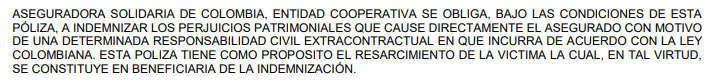 ASEGURADORA SOLIDARIA DE COLOMBIA, ENTIDAD COOPERATIVA SE OBLIGA, BAJO LAS CONDICIONES DE ESTA
PÓLIZA, A INDEMNIZAR LOS PERJUICIOS PATRIMONIALES QUE CAUSE DIRECTAMENTE EL ASEGURADO CON MOTIVO
DE UNA DETERMINADA RESPONSABILIDAD CIVIL EXTRACONTRACTUAL EN QUE INCURRA DE ACUERDO CON LA LEY
COLOMBIANA. ESTA POLIZA TIENE COMO PROPOSITO EL RESARCIMIENTO DE LA VICTIMA LA CUAL, EN TAL VIRTUD,
SE CONSTITUYE EN BENEFICIARIA DE LA INDEMNIZACIÓN.